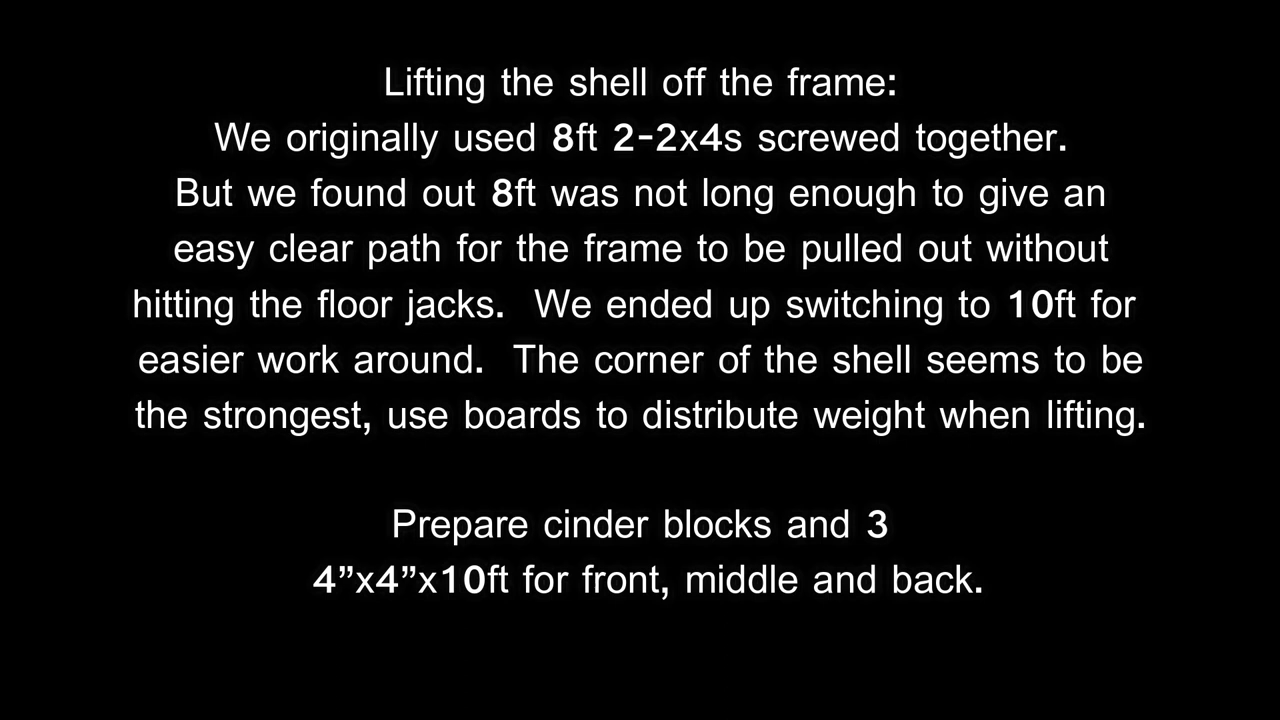 Lifting the shell off the frame:
We originally used 8ft 2-2x4s screwed together.
But we found out 8ft was not long enough to give an
easy clear path for the frame to be pulled out without
hitting the floor jacks.  We ended up switching to 10ft for
easier work around.  The corner of the shell seems to be
the strongest, use boards to distribute weight when lifting.
Prepare cinder blocks and 3
4”x4”x10ft for front, middle and back.